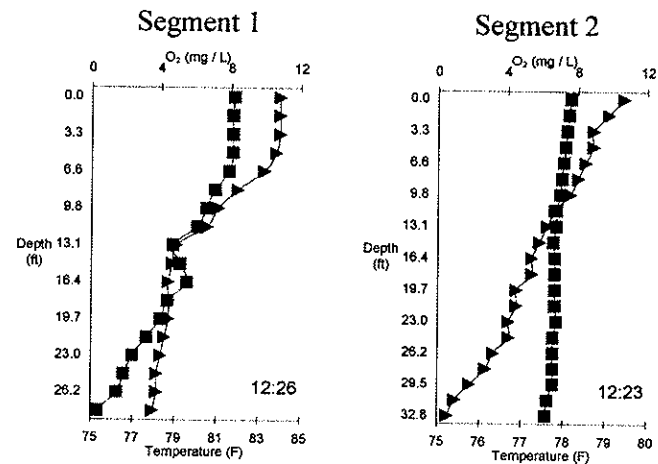 Segment 1
O₂ (mg / L)
0 4 8 12
0.0
3.3
6.6
9.8
Depth 13.1
(ft)
16.4
19.7
23.0
26.2
12:26
75 77 79 81 83 85
Temperature (F)
Segment 2
O₂ (mg / L)
0 4 8 12
0.0
3.3
6.6
9.8
13.1
Depth
(ft) 16.4
19.7
23.0
26.2
29.5
32.8
12:23
75 76 77 78 79 80
Temperature (F)